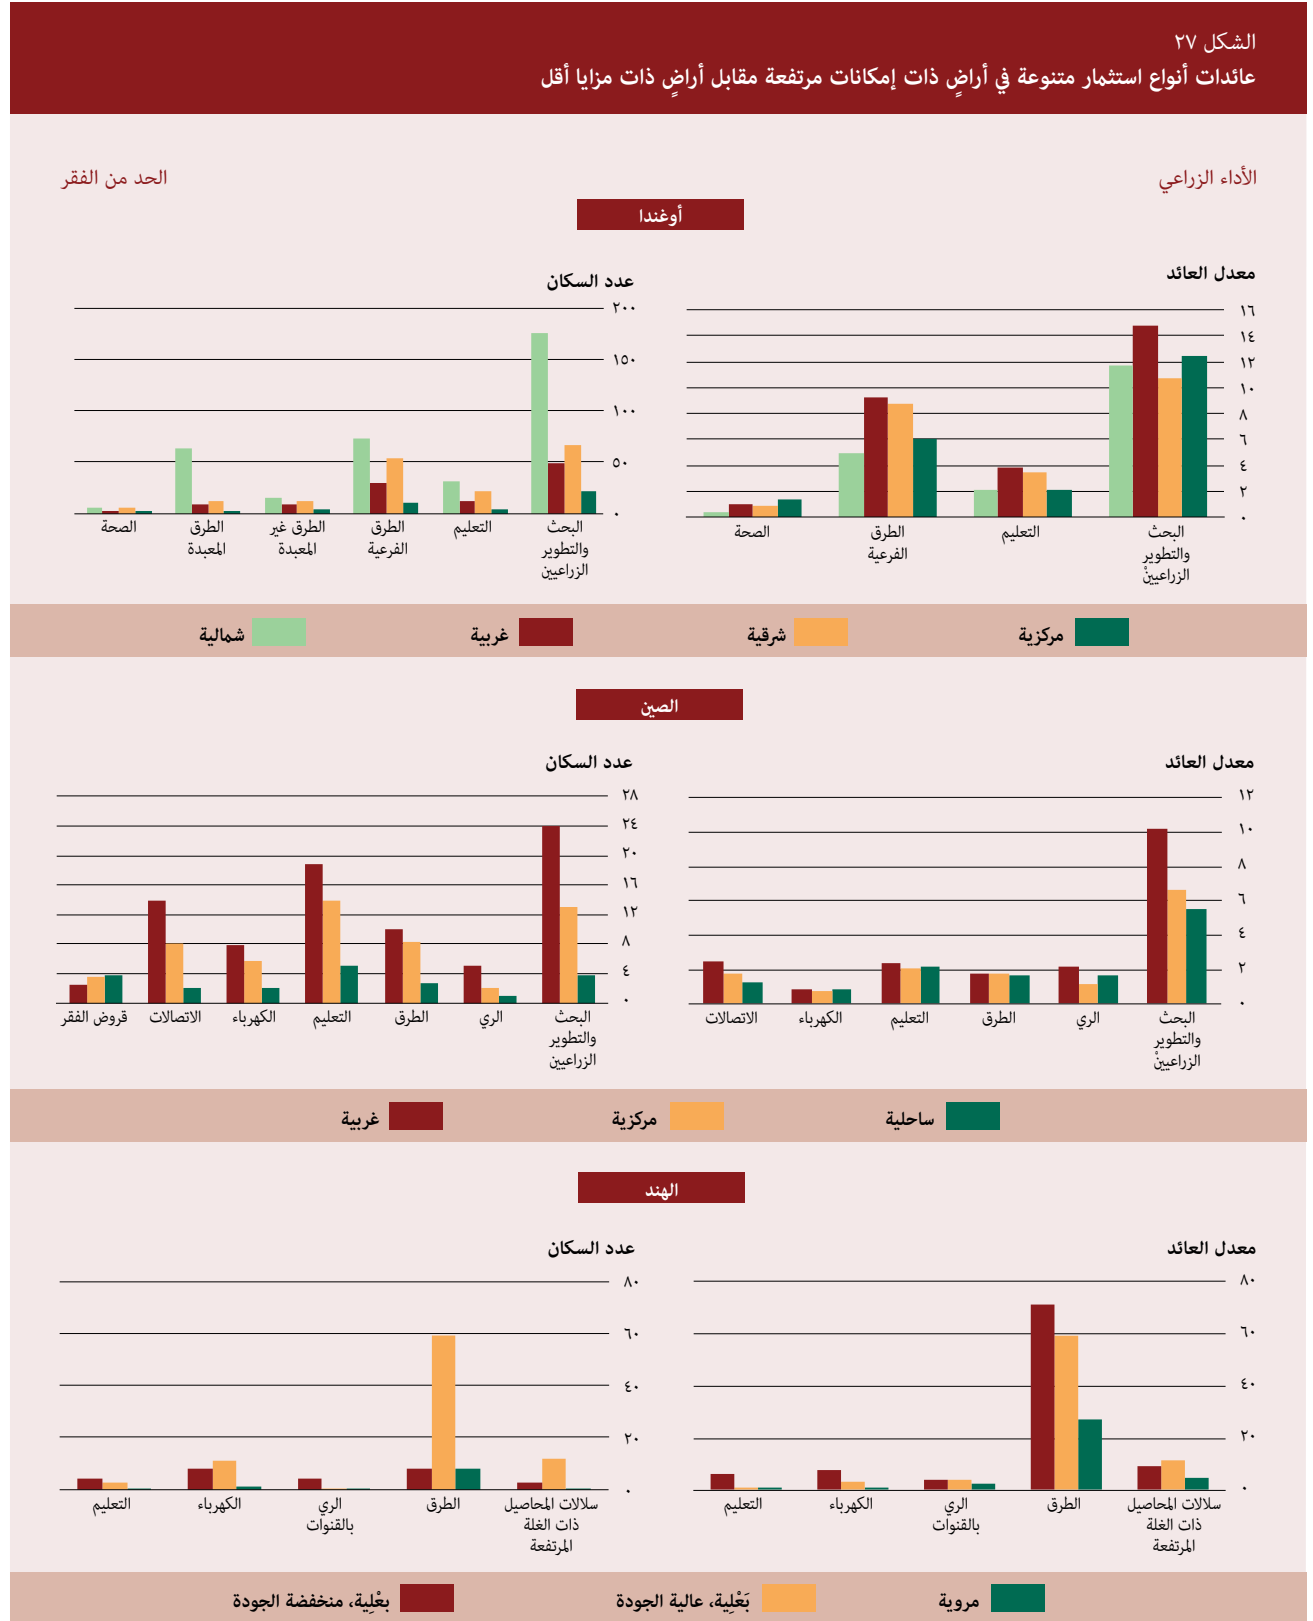 الشكل ٢٧
عائدات أنواع استثمار متنوعة في أراضٍ ذات إمكانات مرتفعة مقابل أراضٍ ذات مزايا أقل
الأداء الزراعي
الحد من الفقر
أوغندا
معدل العائد
١٦
١٤
١٢
١٠
٨
٦
٤
٢
٠
البحث
والتطوير
الزراعيينْ
التعليم
الطرق
الفرعية
الصحة
عدد السكان
٢٠٠
١٥٠
١٠٠
٥٠
٠
البحث
والتطوير
الزراعيين
التعليم
الطرق
الفرعية
الطرق غير
المعبدة
الطرق
المعبدة
الصحة
مركزية
شرقية
غربية
شمالية
الصين
معدل العائد
١٢
١٠
٨
٦
٤
٢
٠
البحث
والتطوير
الزراعيينْ
الري
الطرق
التعليم
الكهرباء
الاتصالات
عدد السكان
٢٨
٢٤
٢٠
١٦
١٢
٨
٤
٠
البحث
والتطوير
الزراعيين
الري
الطرق
التعليم
الكهرباء
الاتصالات
قروض الفقر
ساحلية
مركزية
غربية
الهند
معدل العائد
٨٠
٦٠
٤٠
٢٠
٠
سلالات المحاصيل
ذات الغلة
المرتفعة
الطرق
الري
بالقنوات
الكهرباء
التعليم
عدد السكان
٨٠
٦٠
٤٠
٢٠
٠
سلالات المحاصيل
ذات الغلة
المرتفعة
الطرق
الري
بالقنوات
الكهرباء
التعليم
مروية
بَعْلِية، عالية الجودة
بعْلِية، منخفضة الجودة